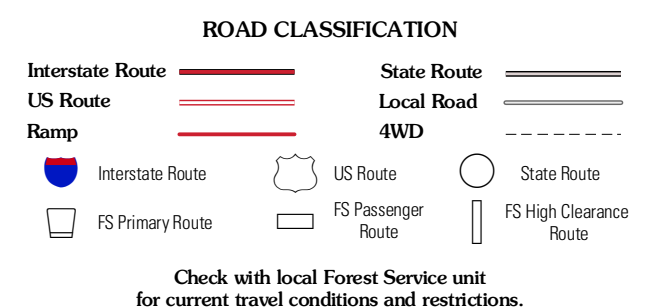 ROAD CLASSIFICATION
Interstate Route
State Route
US Route
Local Road
Ramp
4WD
Interstate Route
US Route
State Route
FS Primary Route
FS Passenger
Route
FS High Clearance
Route
Check with local Forest Service unit
for current travel conditions and restrictions.